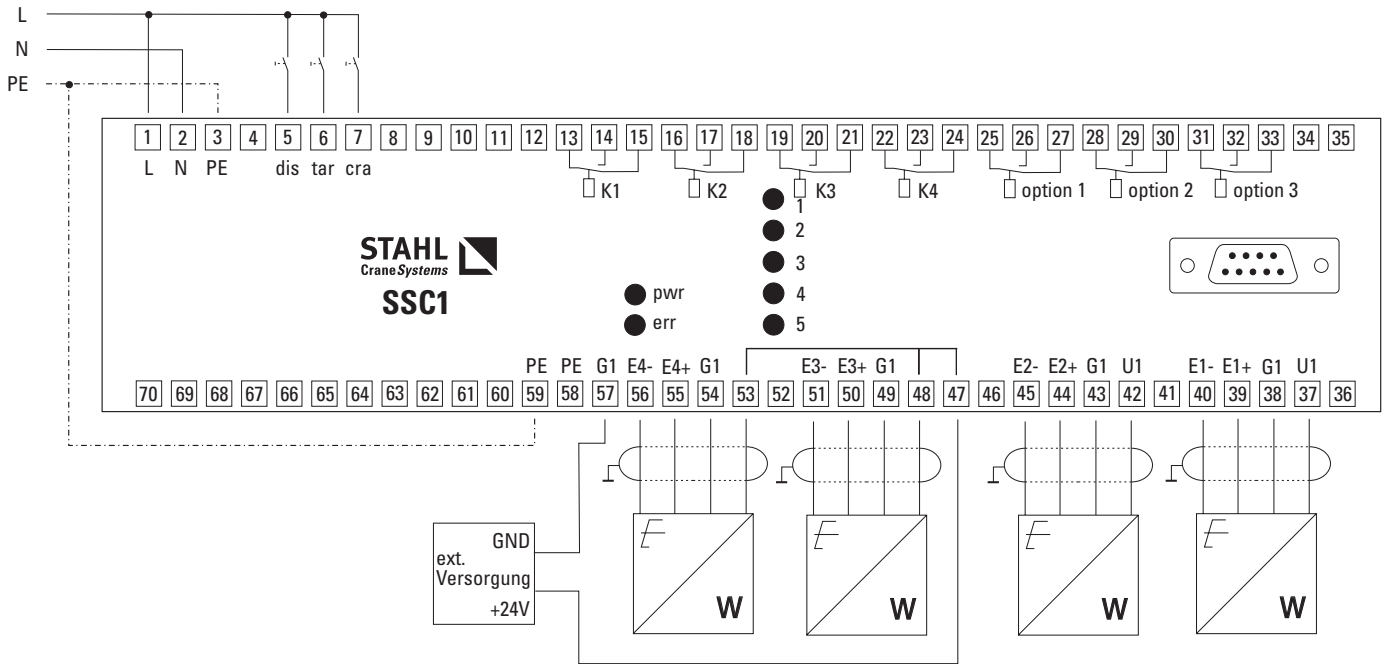 L
N
PE
1 2 3 4 5 6 7 8 9 10 11 12 13 14 15 16 17 18 19 20 21 22 23 24 25 26 27 28 29 30 31 32 33 34 35
L N PE dis tar cra
K1 K2 K3 K4 option 1 option 2 option 3
1
2
3
4
5
STAHL
CraneSystems
SSC1
pwr
err
PE PE G1 E4- E4+ G1 E3- E3+ G1 E2- E2+ G1 U1 E1- E1+ G1 U1
70 69 68 67 66 65 64 63 62 61 60 59 58 57 56 55 54 53 52 51 50 49 48 47 46 45 44 43 42 41 40 39 38 37 36
GND
ext.
Versorgung
+24V
W W W W